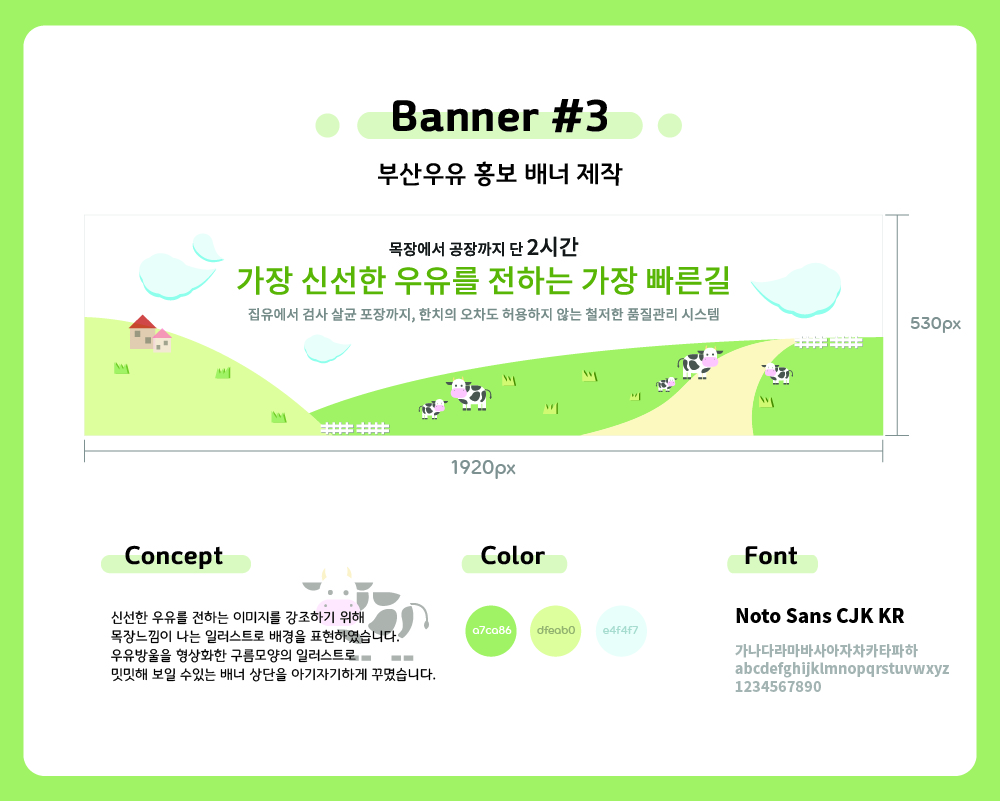 Banner #3
부산우유 홍보 배너 제작
목장에서 공장까지 단 2시간
가장 신선한 우유를 전하는 가장 빠른길
집유에서 검사 살균 포장까지, 한치의 오차도 허용하지 않는 철저한 품질관리 시스템
530px
1920px
Concept
신선한 우유를 전하는 이미지를 강조하기 위해
목장느낌이 나는 일러스트로 배경을 표현하였습니다.
우유방울을 형상화한 구름모양의 일러스트로
밋밋해 보일 수있는 배너 상단을 아기자기하게 꾸몄습니다.
Color
a7ca86
dfeab0
e4f4f7
Font
Noto Sans CJK KR
가나다라마바사아자차카타파하
abcdefghijklmnopqrstuvwxyz
1234567890